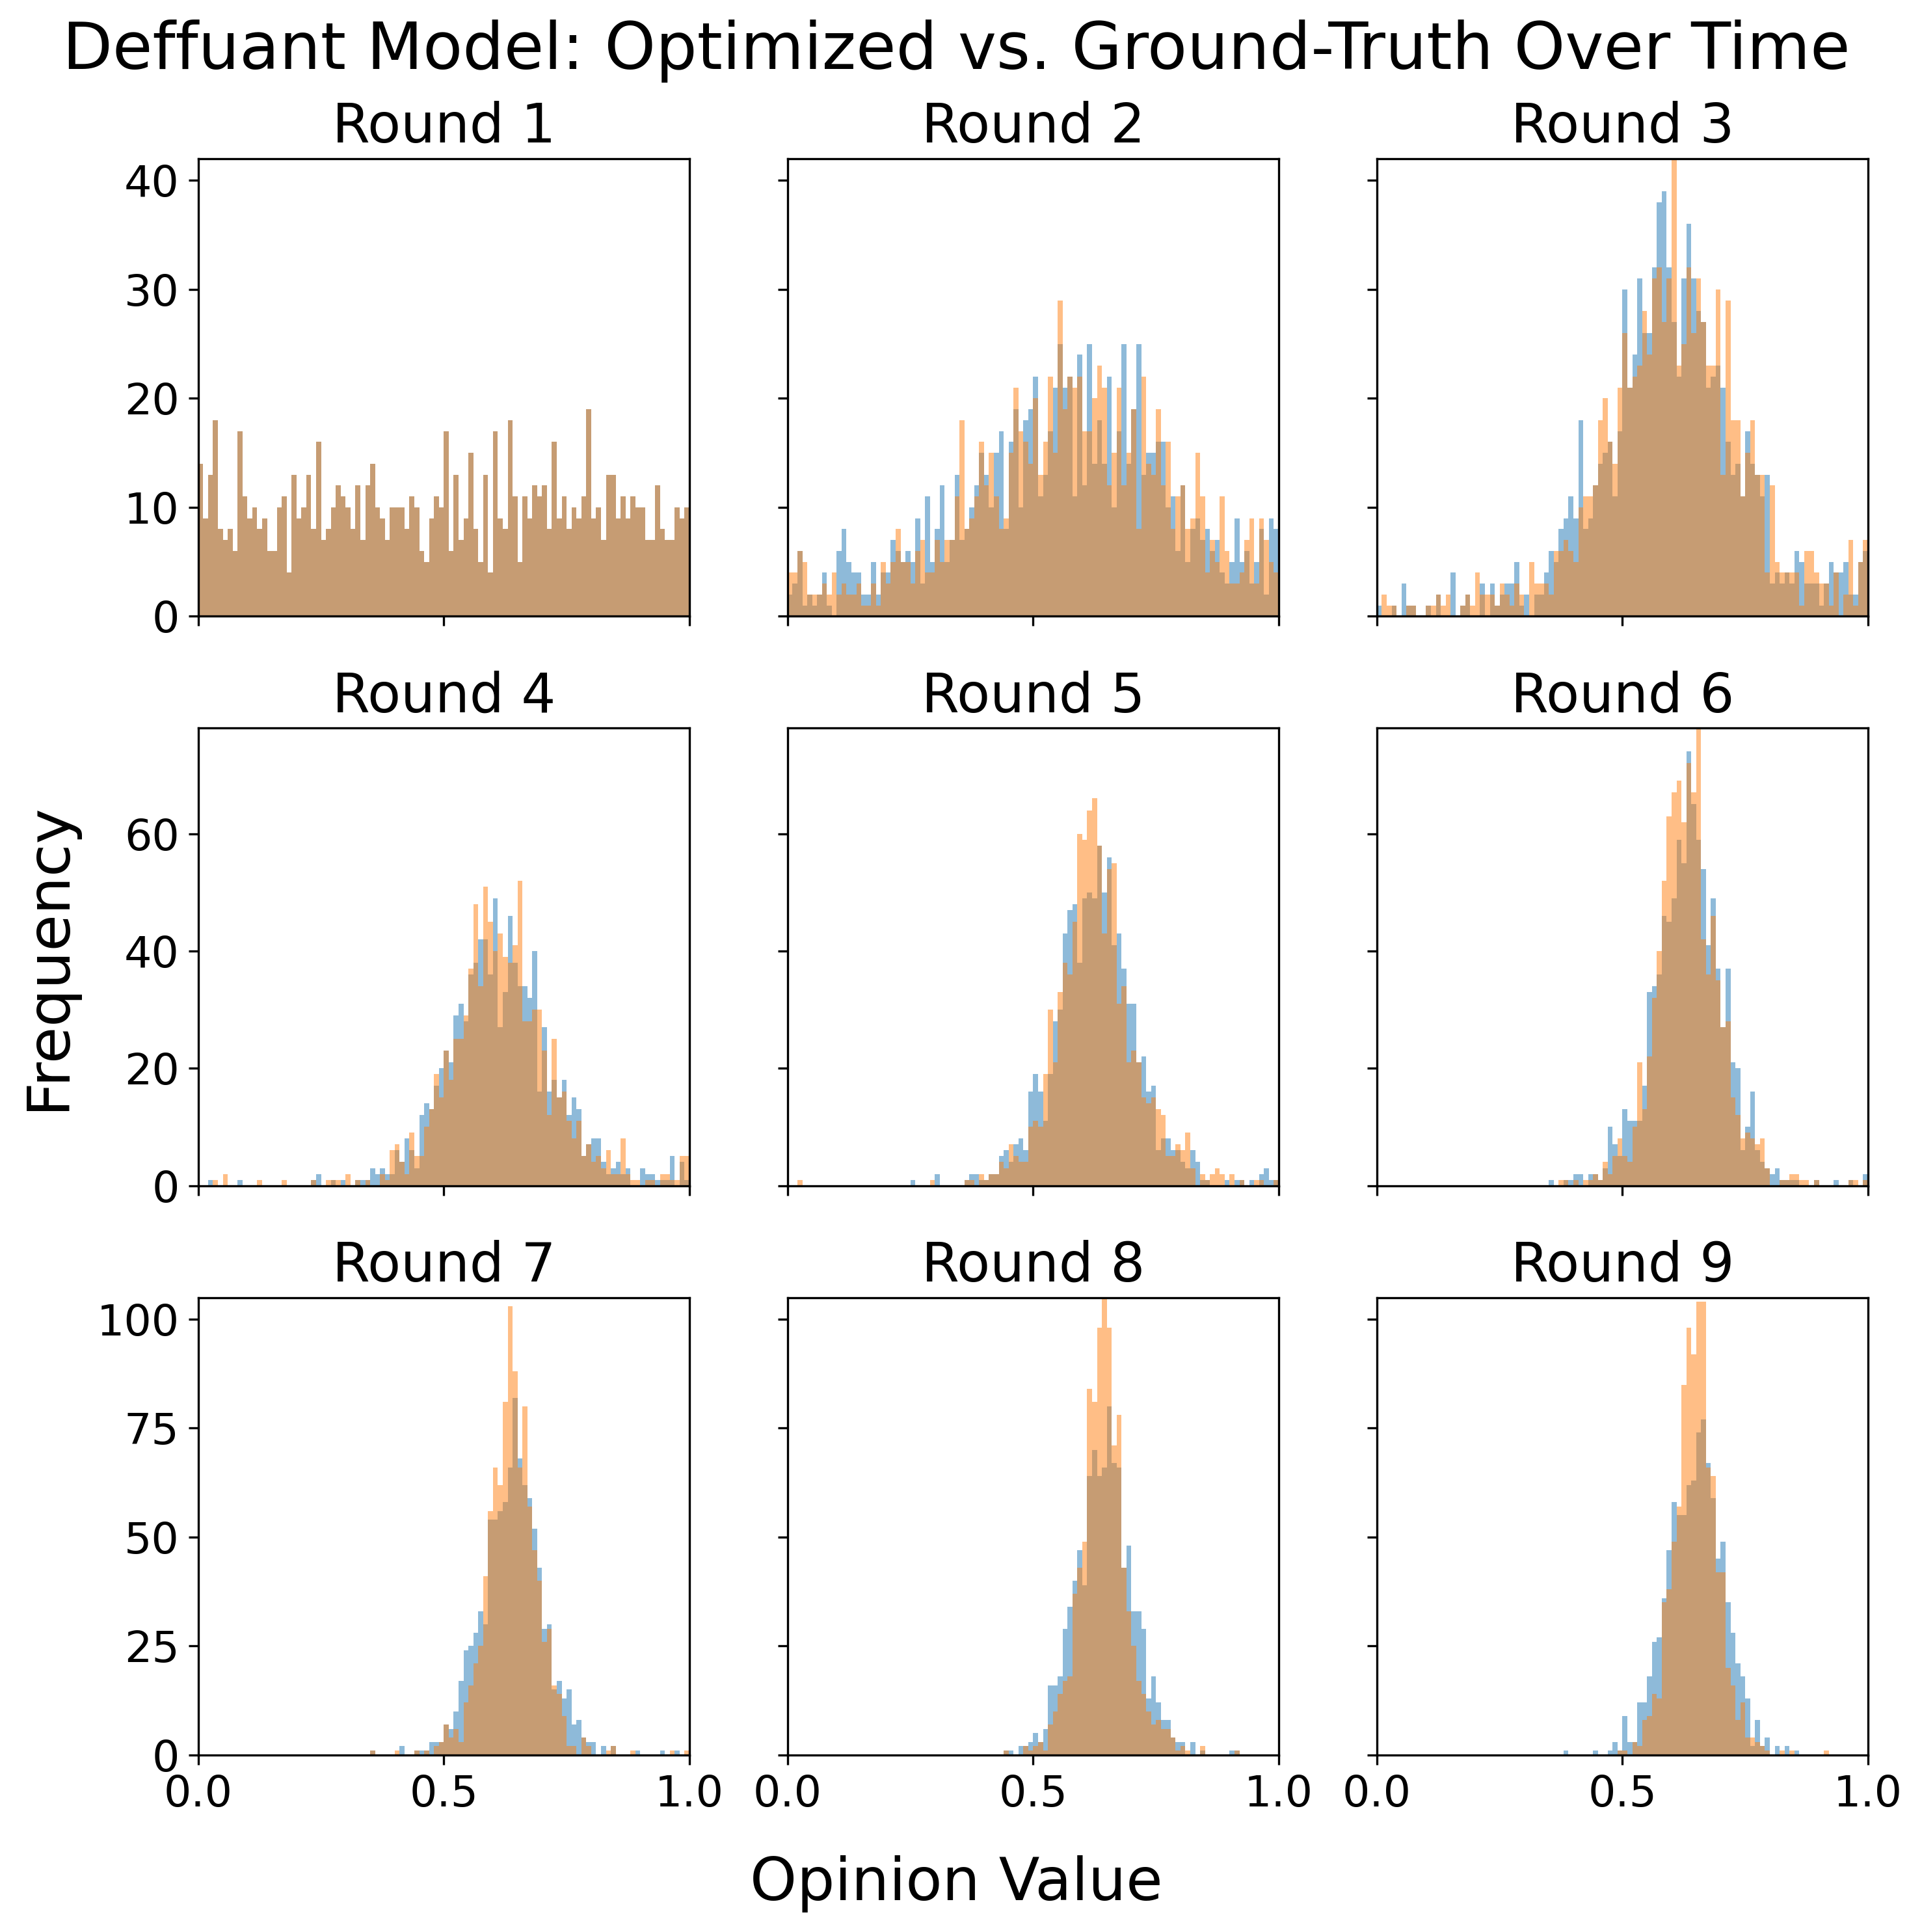 Deffuant Model: Optimized vs. Ground-Truth Over Time
Round 1
Round 2
Round 3
40
30
20
10
0
Round 4
Round 5
Round 6
60
40
20
0
Frequency
Round 7
Round 8
Round 9
100
75
50
25
0
0.0 0.5 1.0 0.0 0.5 1.0 0.0 0.5 1.0
Opinion Value